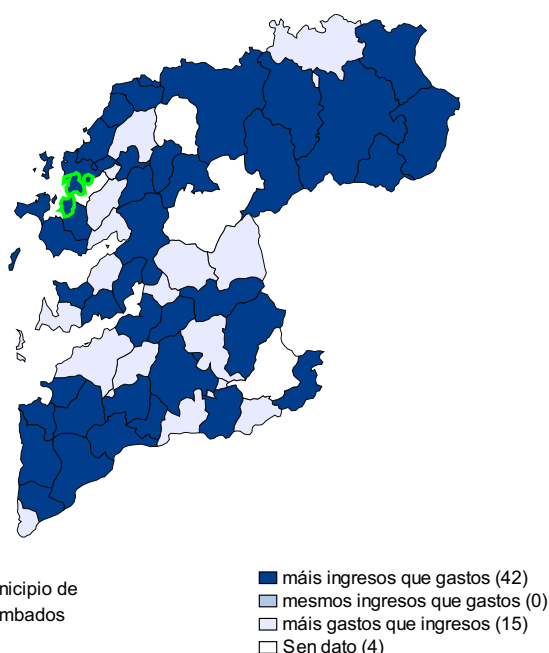 nicipio de
mbados
máis ingresos que gastos (42)
mesmos ingresos que gastos (0)
máis gastos que ingresos (15)
Sen dato (4)